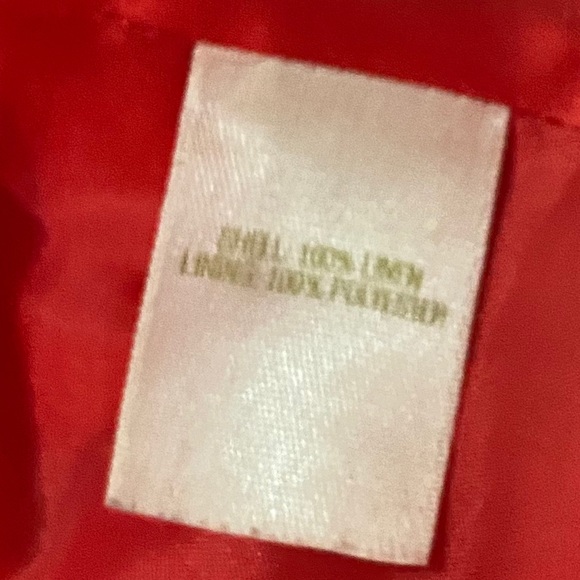 SHELL: 100% LINEN
LINING: 100% POLYESTER